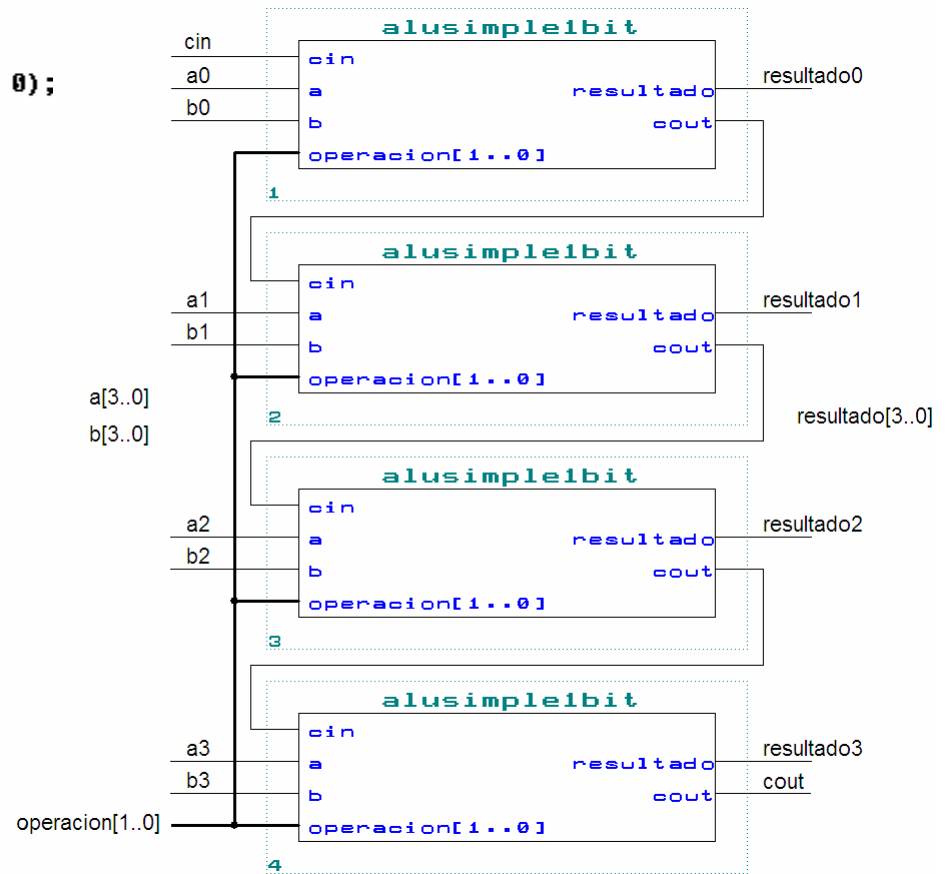 alusimple1bit
cin
cin
0);
a0
a
resultado
resultado0
b0
b
cout
operacion[1..0]
1
alusimple1bit
cin
a1
a
resultado
resultado1
b1
b
cout
operacion[1..0]
a[3..0]
2
resultado[3..0]
b[3..0]
alusimple1bit
cin
a2
a
resultado
resultado2
b2
b
cout
operacion[1..0]
3
alusimple1bit
cin
a3
a
resultado
resultado3
b3
b
cout
cout
operacion[1..0]
operacion[1..0]
4